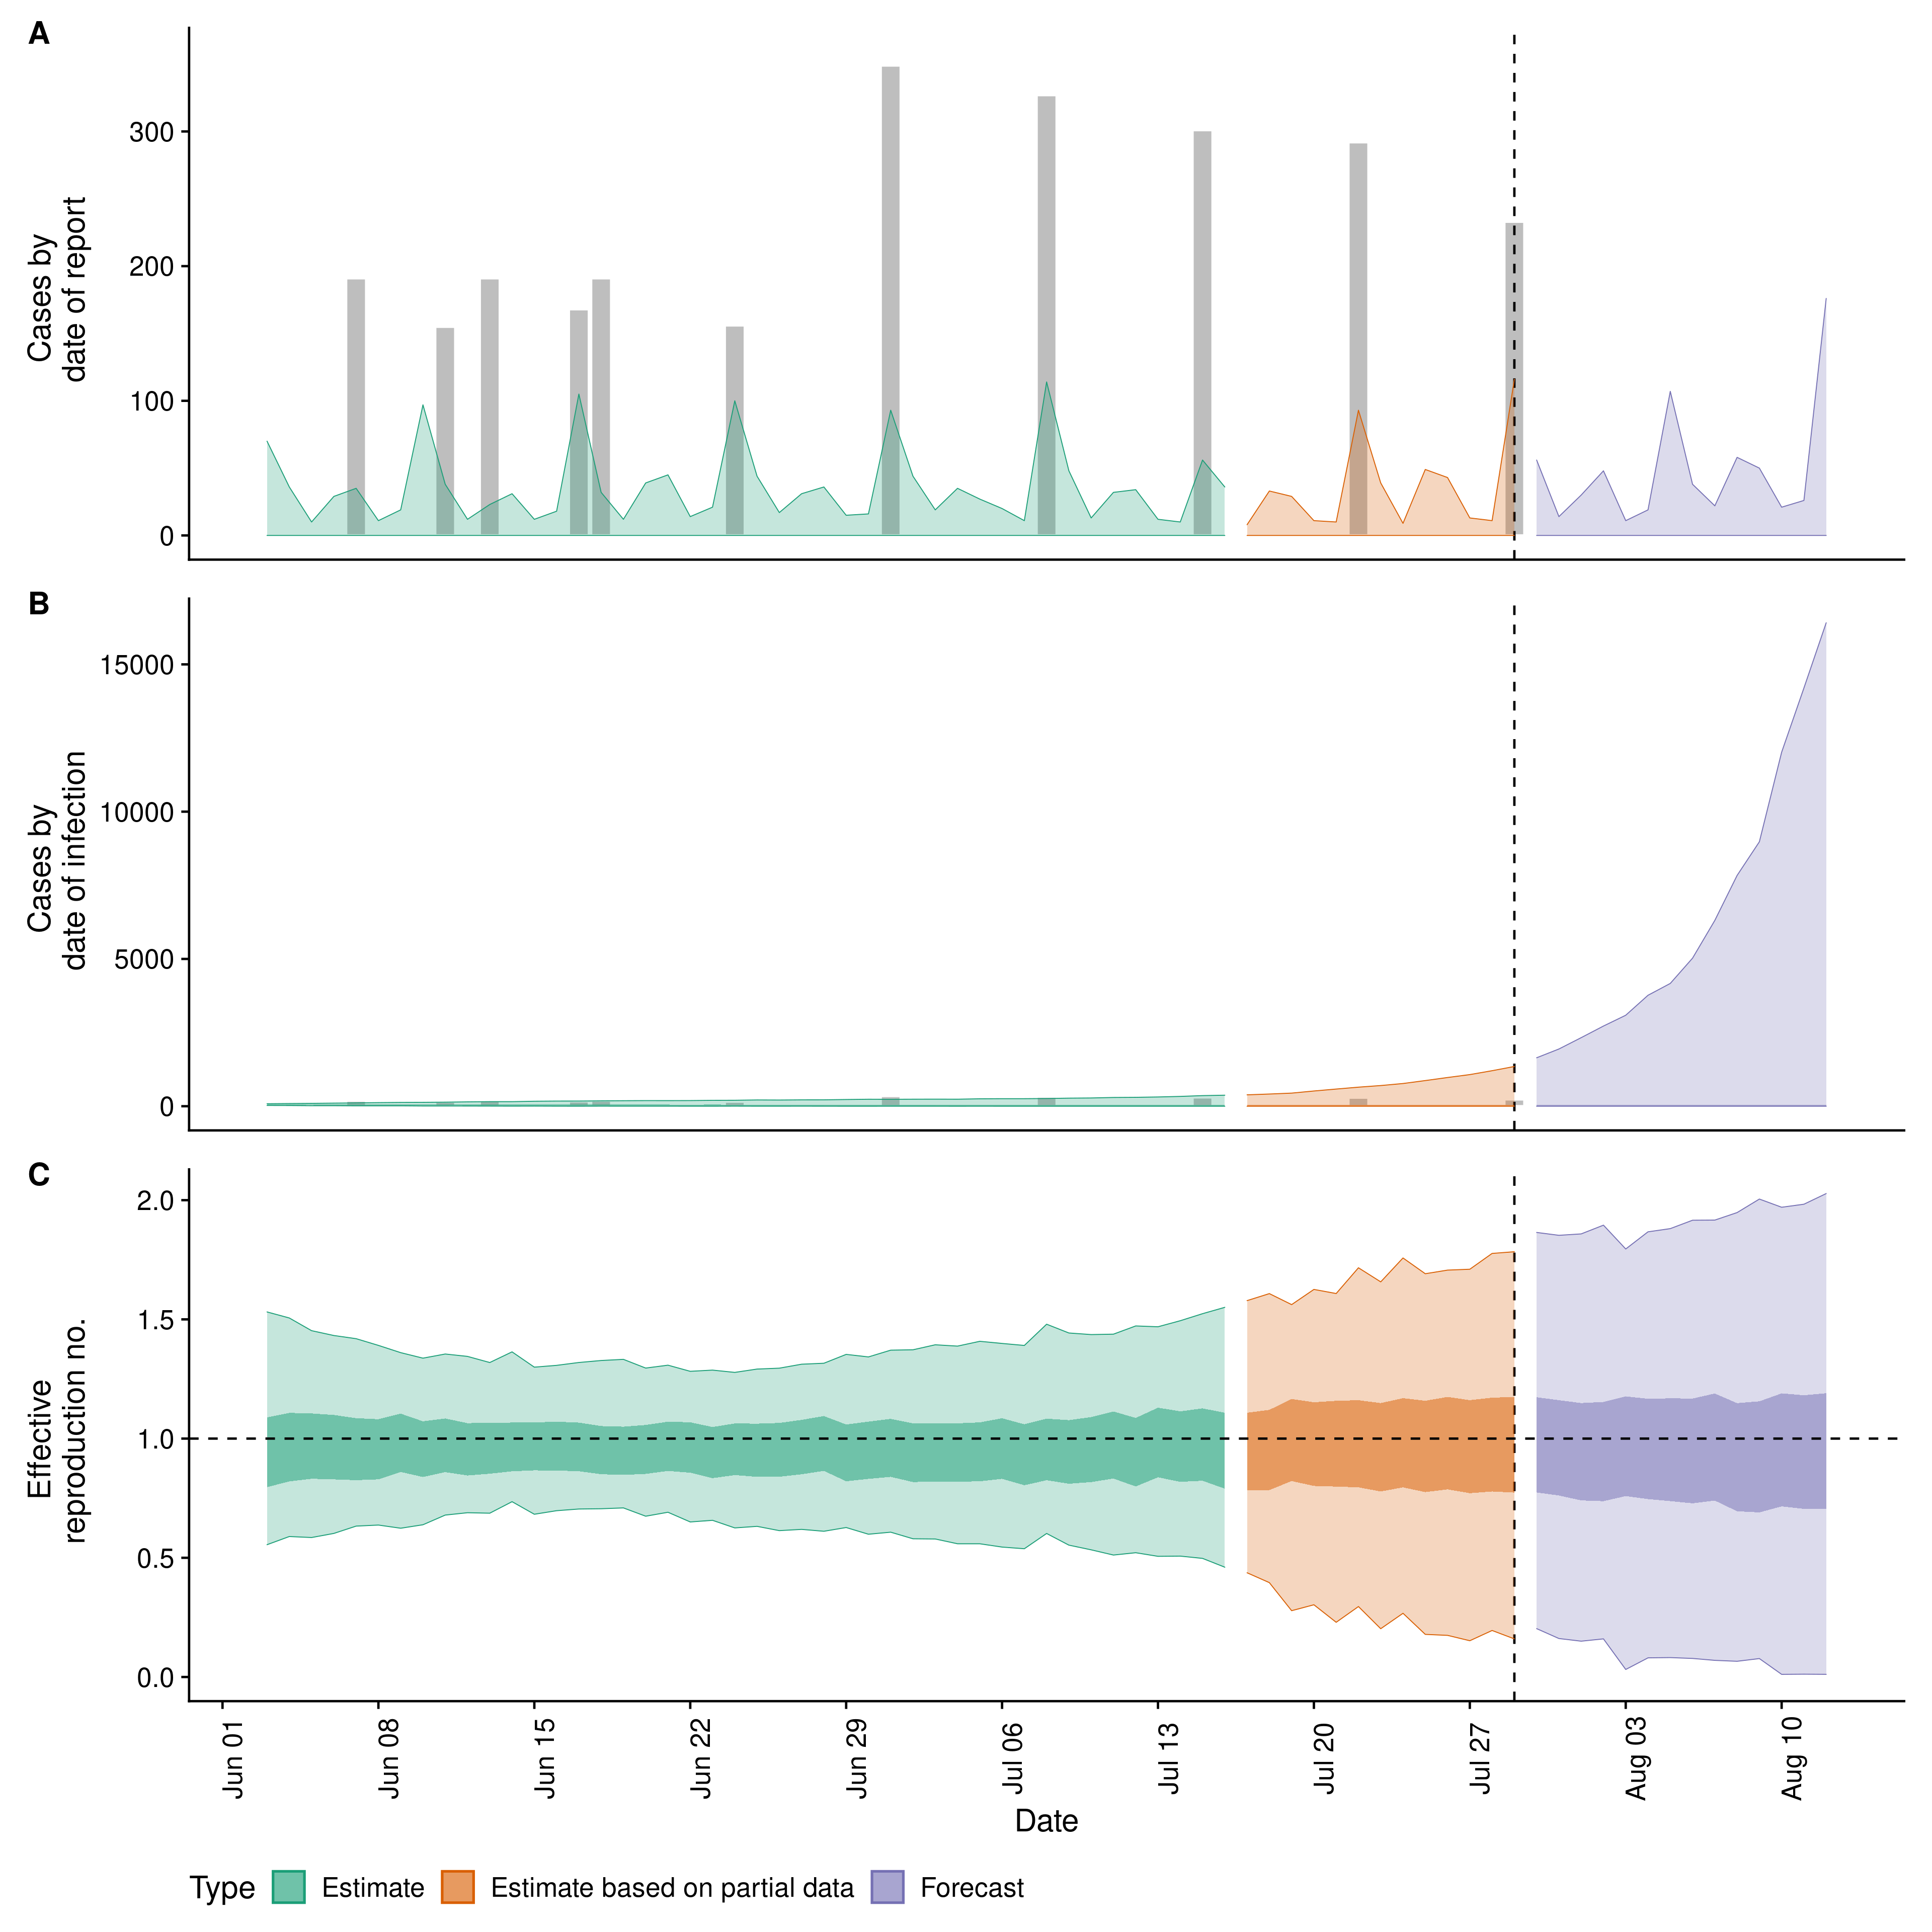 A
Cases by
date of report
300
200
100
0
B
Cases by
date of infection
15000
10000
5000
0
C
Effective
reproduction no.
2.0
1.5
1.0
0.5
0.0
Jun 01
Jun 08
Jun 15
Jun 22
Jun 29
Jul 06
Jul 13
Jul 20
Jul 27
Aug 03
Aug 10
Date
Type Estimate Estimate based on partial data Forecast